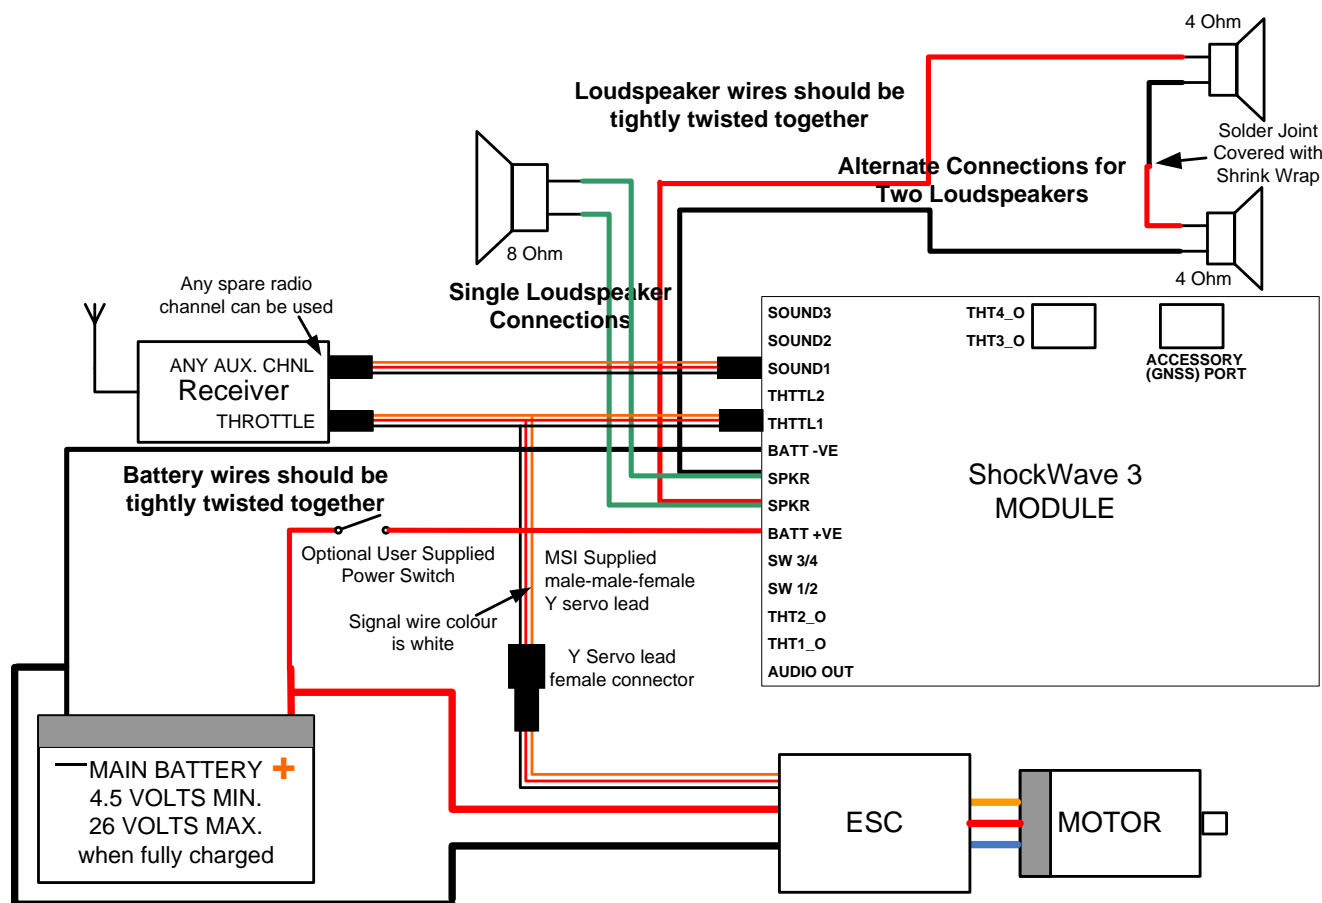 4 Ohm
Loudspeaker wires should be
tightly twisted together
Solder Joint
Covered with
Shrink Wrap
Alternate Connections for
Two Loudspeakers
8 Ohm
4 Ohm
Single Loudspeaker
Connections
Any spare radio
channel can be used
ANY AUX. CHNL
Receiver
THROTTLE
SOUND3
SOUND2
SOUND1
THTTL2
THTTL1
BATT -VE
SPKR
SPKR
BATT +VE
SW 3/4
SW 1/2
THT2_O
THT1_O
AUDIO OUT
THT4_O
THT3_O
ACCESSORY
(GNSS) PORT
ShockWave 3
MODULE
Battery wires should be
tightly twisted together
Optional User Supplied
Power Switch
MSI Supplied
male-male-female
Y servo lead
Signal wire colour
is white
Y Servo lead
female connector
MAIN BATTERY +
4.5 VOLTS MIN.
26 VOLTS MAX.
when fully charged
ESC
MOTOR